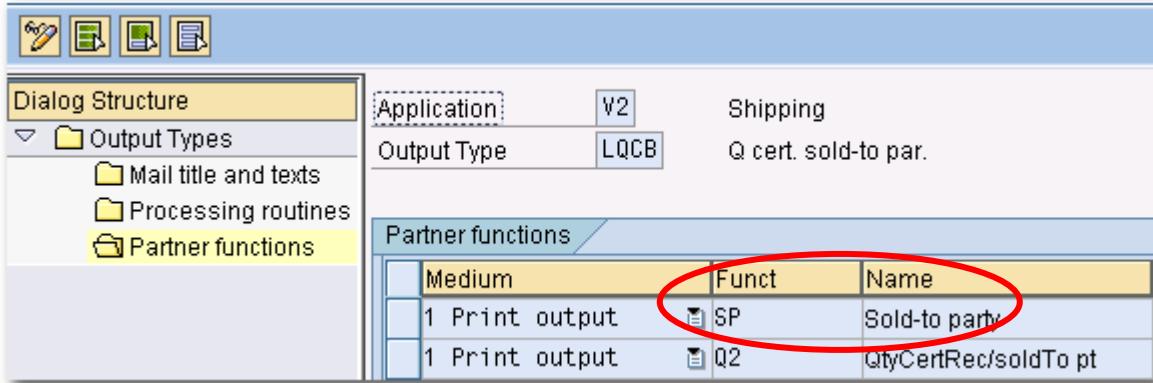 Dialog Structure
Output Types
Mail title and texts
Processing routines
Partner functions
Application V2 Shipping
Output Type LQCB Q cert. sold-to par.
Partner functions
Medium Funct Name
1 Print output SP Sold-to party
1 Print output Q2 QtyCertRec/soldTo pt